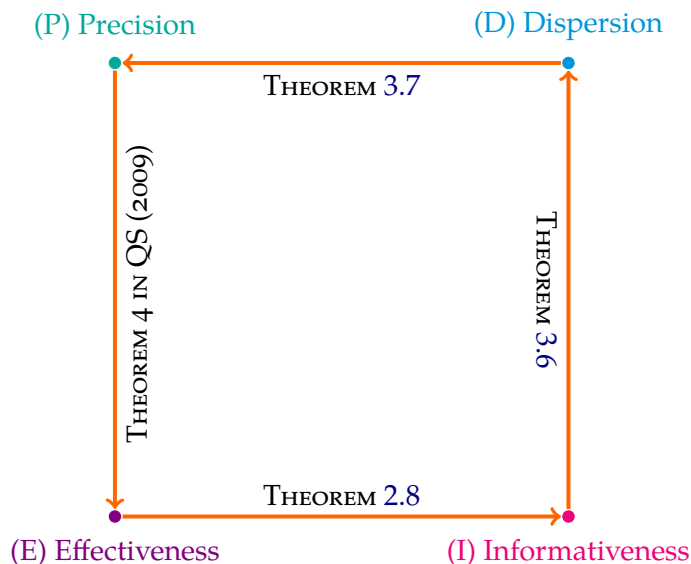 (P) Precision
(D) Dispersion
THEOREM 3.7
THEOREM 4 IN QS (2009)
THEOREM 3.6
THEOREM 2.8
(E) Effectiveness
(I) Informativeness